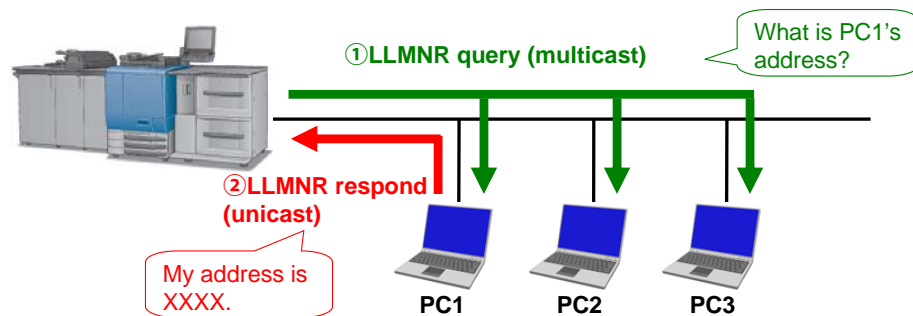 ①LLMNR query (multicast)
What is PC1's
address?
②LLMNR respond
(unicast)
My address is
XXXX.
PC1
PC2
PC3